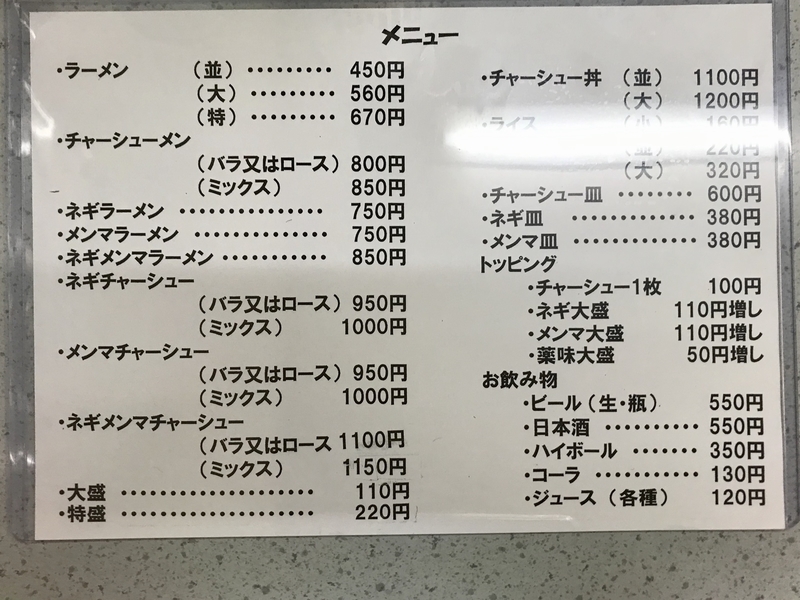 メニュー
・ラーメン （並） ・・・・・・・・・ 450円
（大） ・・・・・・・・・ 560円
（特） ・・・・・・・・・ 670円
・チャーシューメン
（バラ又はロース） 800円
（ミックス） 850円
・ネギラーメン ・・・・・・・・・・・・・・・ 750円
・メンマラーメン ・・・・・・・・・・・・・・ 750円
・ネギメンマラーメン ・・・・・・・・・・・・ 850円
・ネギチャーシュー
（バラ又はロース） 950円
（ミックス） 1000円
・メンマチャーシュー
（バラ又はロース） 950円
（ミックス） 1000円
・ネギメンマチャーシュー
（バラ又はロース 1100円
（ミックス） 1150円
・大盛 ・・・・・・・・・・・・・・・・・・・・・ 110円
・特盛 ・・・・・・・・・・・・・・・・・・・・・ 220円
・チャーシュー丼 （並） 1100円
（大） 1200円
・ライス （小） 160円
（並） 220円
（大） 320円
・チャーシュー皿 ・・・・・・・・ 600円
・ネギ皿 ・・・・・・・・・・・・・ 380円
・メンマ皿 ・・・・・・・・・・・・ 380円
トッピング
・チャーシュー1枚 100円
・ネギ大盛 110円増し
・メンマ大盛 110円増し
・薬味大盛 50円増し
お飲み物
・ビール（生・瓶） 550円
・日本酒 ・・・・・・・・・・ 550円
・ハイボール ・・・・・・・ 350円
・コーラ ・・・・・・・・・・・ 130円
・ジュース（各種） 120円